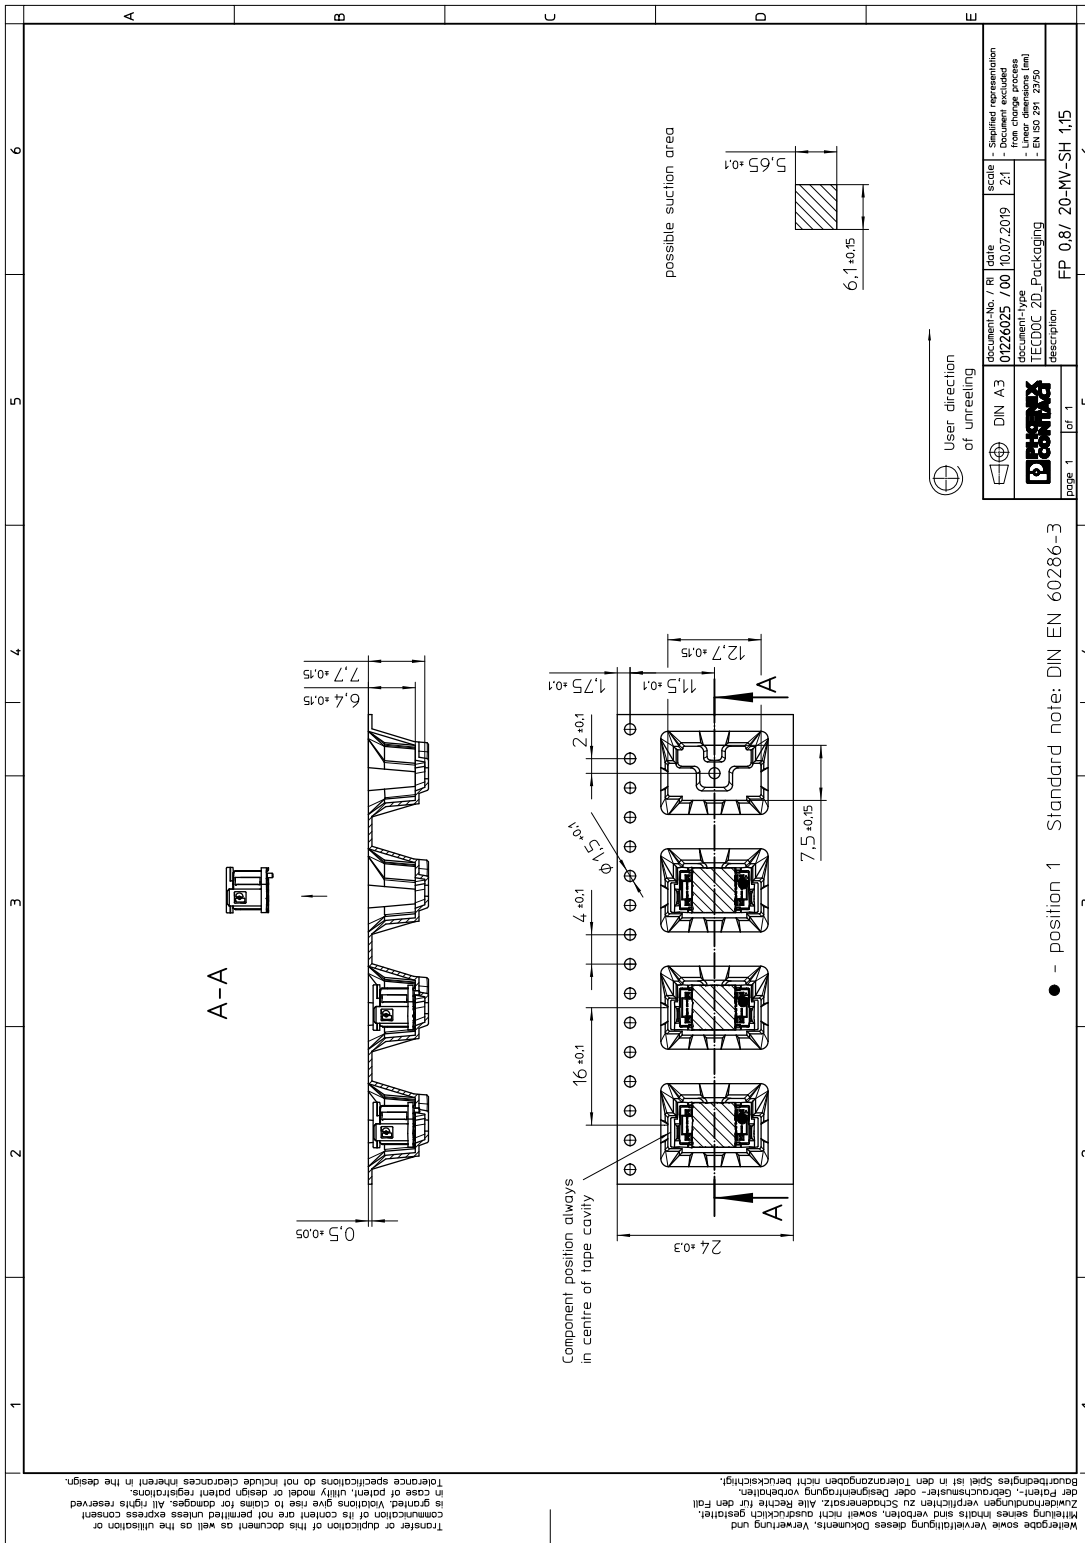 A
B
C
D
E
6
5
4
3
2
1
A-A
7,7 ±0,15
6,4 ±0,15
0,5 ±0,05
possible suction area
5,65 ±0,1
6,1 ±0,15
Component position always
in centre of tape cavity
16 ±0,1
4 ±0,1
Φ 1,5 +0,1
2 ±0,1
1,75 ±0,1
11,5 ±0,1
12,7 ±0,15
7,5 ±0,15
24 ±0,3
A
A
User direction
of unreeling
● - position 1 Standard note: DIN EN 60286-3
DIN A3
PHOENIX
CONTACT
page 1 of 1
document-No. / RI
01226025 / 00
date
10.07.2019
scale
2:1
- Simplified representation
- Document excluded
from change process
- Linear dimensions [mm]
- EN ISO 291 23/50
document-type
TECDOC 2D_Packaging
description
FP 0,8/ 20-MV-SH 1,15
Transfer or duplication of this document as well as the utilisation or
communication of its content are not permitted unless express consent
is granted. Violations give rise to claims for damages. All rights reserved
in case of patent, utility model or design patent registrations.
Tolerance specifications do not include clearances inherent in the design.
Weitergabe sowie Vervielfältigung dieses Dokuments, Verwertung und
Mitteilung seines Inhalts sind verboten, soweit nicht ausdrücklich gestattet.
Zuwiderhandlungen verpflichten zu Schadenersatz. Alle Rechte für den Fall
der Patent-, Gebrauchsmuster- oder Designeintragung vorbehalten.
Bauartbedingtes Spiel ist in den Toleranzangaben nicht berücksichtigt.